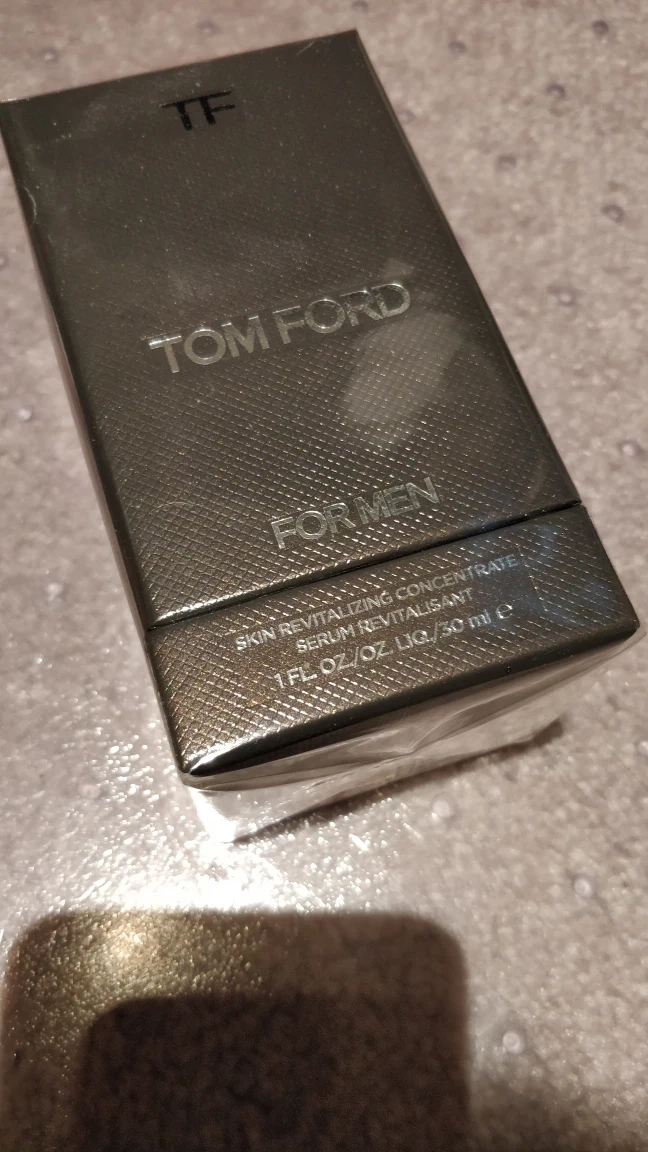 TF
TOM FORD
FOR MEN
SKIN REVITALIZING CONCENTRATE
SERUM REVITALISANT
1 FL. OZ./OZ. LIQ./30 ml ℮